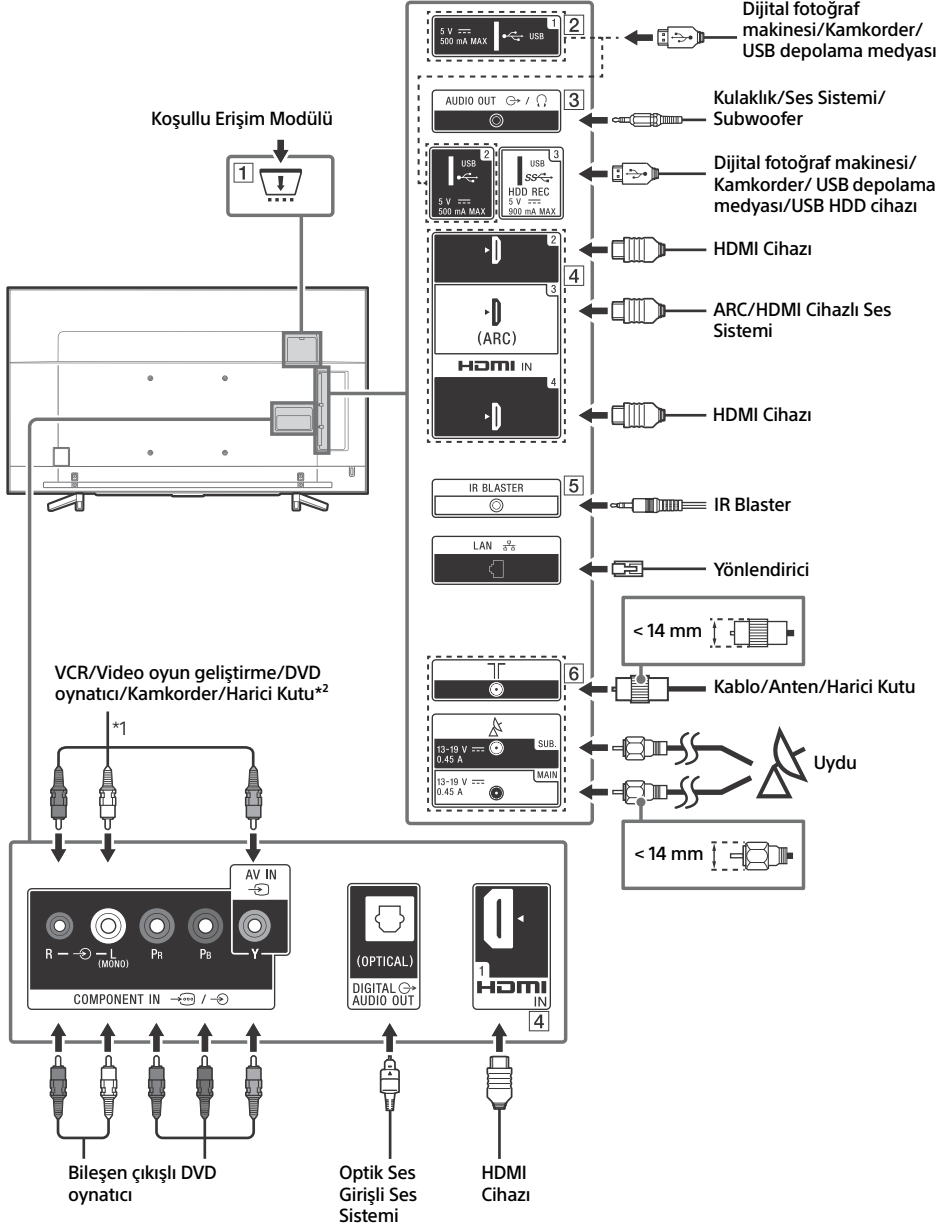 Dijital fotoğraf
makinesi/Kamkorder/
USB depolama medyası
5 V
500 mA MAX
USB
1
2
AUDIO OUT
/
3
Kulaklık/Ses Sistemi/
Subwoofer
Koşullu Erişim Modülü
1
USB
2
5 V
500 mA MAX
USB
3
SS
HDD REC
5 V
900 mA MAX
Dijital fotoğraf makinesi/
Kamkorder/ USB depolama
medyası/USB HDD cihazı
2
HDMI Cihazı
4
3
(ARC)
ARC/HDMI Cihazlı Ses
Sistemi
HDMI IN
4
HDMI Cihazı
IR BLASTER
5
IR Blaster
LAN
Yönlendirici
< 14 mm
6
Kablo/Anten/Harici Kutu
13-19 V
0.45 A
SUB.
13-19 V
0.45 A
MAIN
Uydu
< 14 mm
VCR/Video oyun geliştirme/DVD
oynatıcı/Kamkorder/Harici Kutu*2
*1
AV IN
R
L
(MONO)
PR
PB
Y
COMPONENT IN
/
(OPTICAL)
DIGITAL
AUDIO OUT
1
HDMI
IN
4
Bileşen çıkışlı DVD
oynatıcı
Optik Ses
Girişli Ses
Sistemi
HDMI
Cihazı